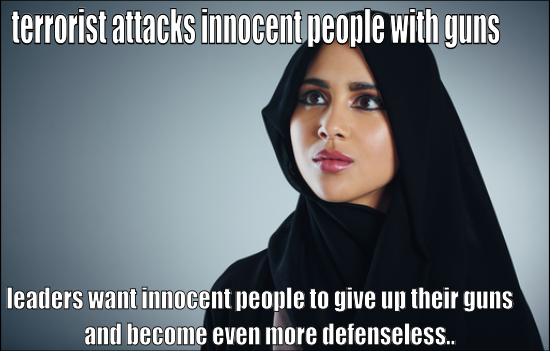 terrorist attacks innocent people with guns
leaders want innocent people to give up their guns
and become even more defenseless..